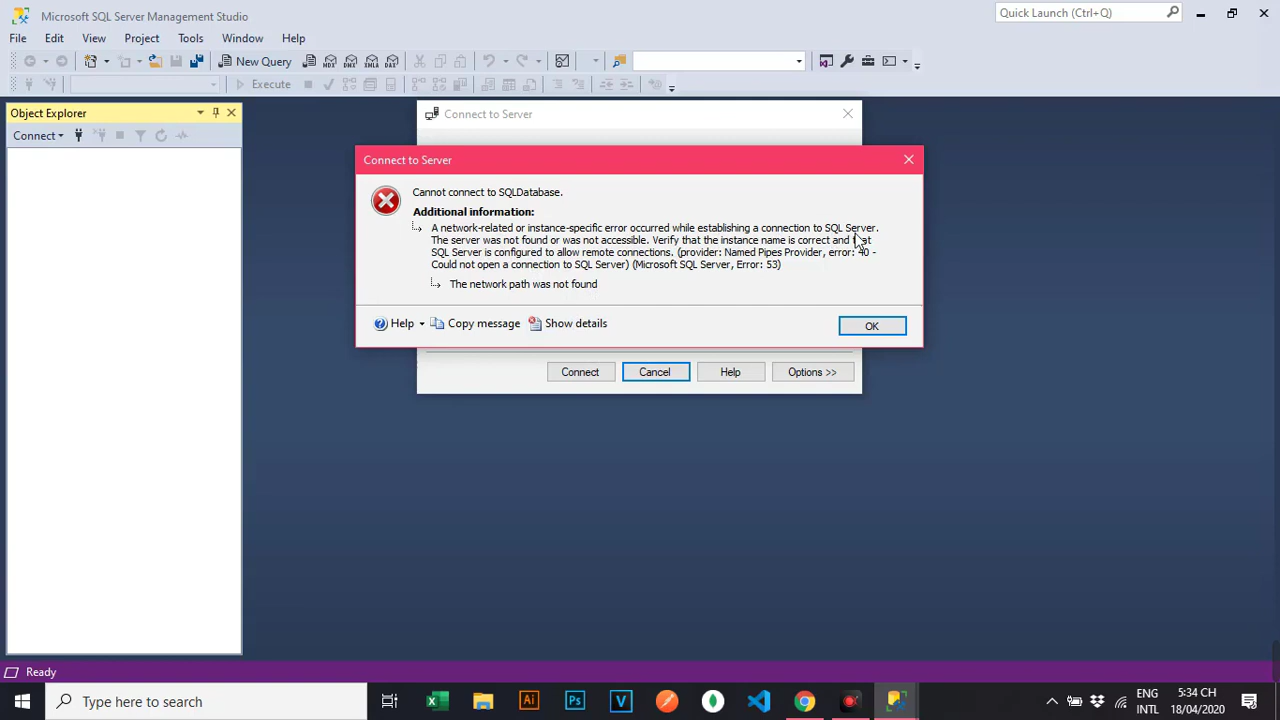 Microsoft SQL Server Management Studio
Quick Launch (Ctrl+Q)
File Edit View Project Tools Window Help
New Query
Execute
Object Explorer
Connect
Connect to Server
Connect to Server
Cannot connect to SQLDatabase.
Additional information:
A network-related or instance-specific error occurred while establishing a connection to SQL Server.
The server was not found or was not accessible. Verify that the instance name is correct and that
SQL Server is configured to allow remote connections. (provider: Named Pipes Provider, error: 40 -
Could not open a connection to SQL Server) (Microsoft SQL Server, Error: 53)
The network path was not found
Help Copy message Show details OK
Connect Cancel Help Options >>
Ready
Type here to search
Ai Ps V
ENG
INTL
5:34 CH
18/04/2020